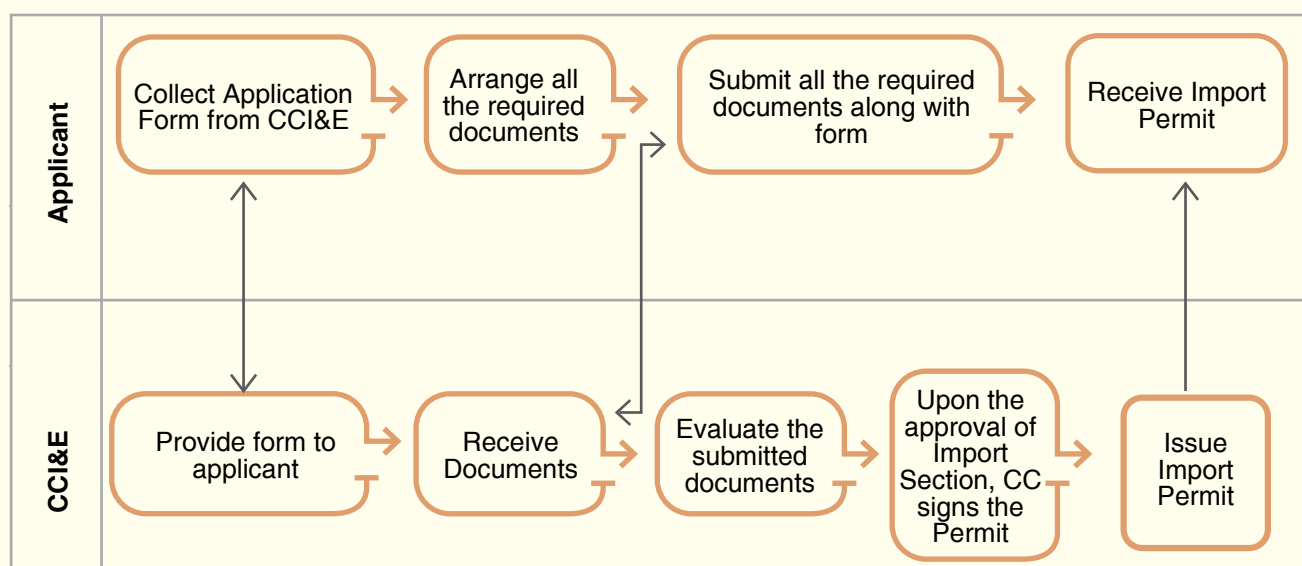 Applicant
Collect Application
Form from CCI&E
Arrange all
the required
documents
Submit all the required
documents along with
form
Receive Import
Permit
CCI&E
Provide form to
applicant
Receive
Documents
Evaluate the
submitted
documents
Upon the
approval of
Import
Section, CC
signs the
Permit
Issue
Import
Permit